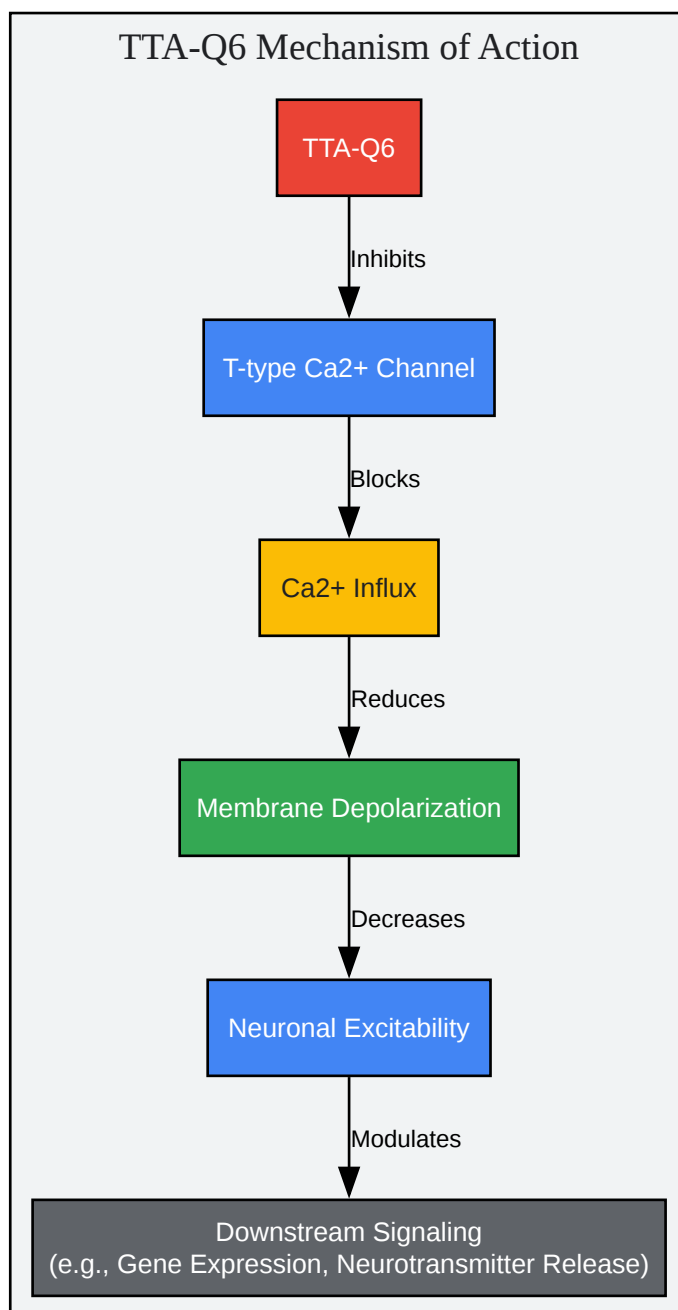 TTA-Q6 Mechanism of Action
TTA-Q6
Inhibits
T-type Ca2+ Channel
Blocks
Ca2+ Influx
Reduces
Membrane Depolarization
Decreases
Neuronal Excitability
Modulates
Downstream Signaling
(e.g., Gene Expression, Neurotransmitter Release)